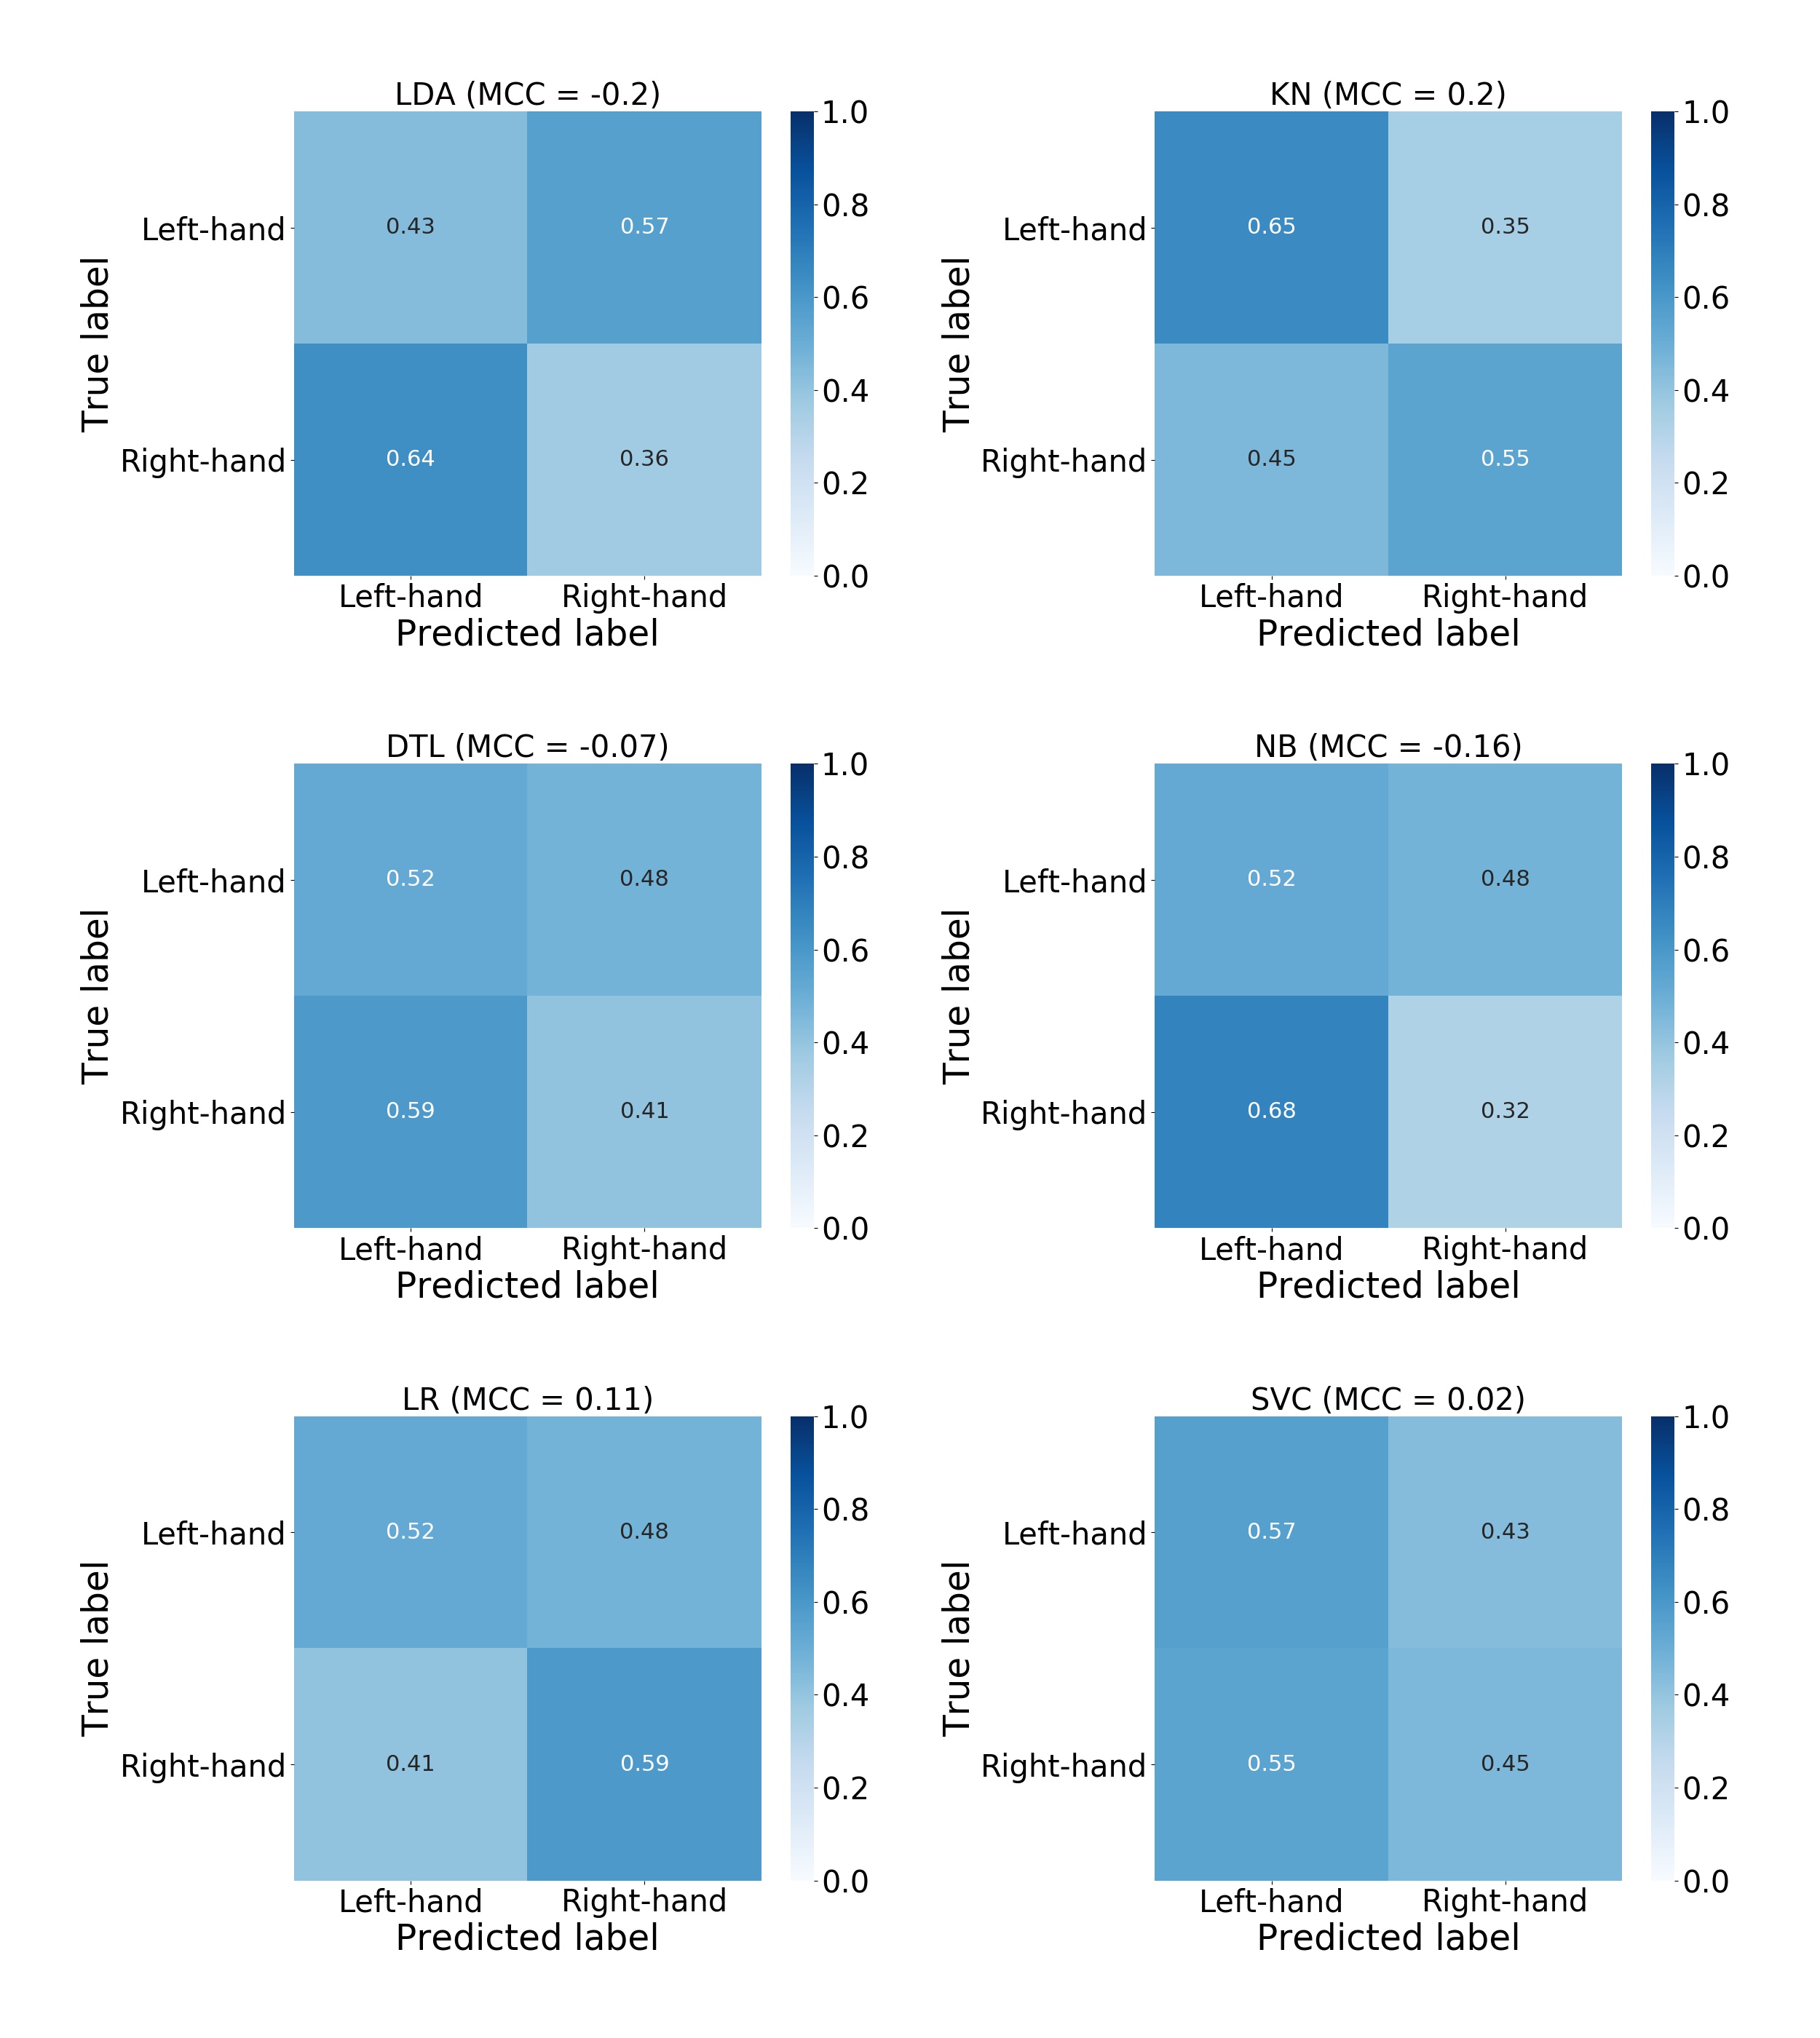 LDA (MCC = -0.2)
1.0
0.8
0.6
0.4
0.2
0.0
True label
Left-hand
0.43 0.57
Right-hand
0.64 0.36
Left-hand Right-hand
Predicted label
KN (MCC = 0.2)
1.0
0.8
0.6
0.4
0.2
0.0
True label
Left-hand
0.65 0.35
Right-hand
0.45 0.55
Left-hand Right-hand
Predicted label
DTL (MCC = -0.07)
1.0
0.8
0.6
0.4
0.2
0.0
True label
Left-hand
0.52 0.48
Right-hand
0.59 0.41
Left-hand Right-hand
Predicted label
NB (MCC = -0.16)
1.0
0.8
0.6
0.4
0.2
0.0
True label
Left-hand
0.52 0.48
Right-hand
0.68 0.32
Left-hand Right-hand
Predicted label
LR (MCC = 0.11)
1.0
0.8
0.6
0.4
0.2
0.0
True label
Left-hand
0.52 0.48
Right-hand
0.41 0.59
Left-hand Right-hand
Predicted label
SVC (MCC = 0.02)
1.0
0.8
0.6
0.4
0.2
0.0
True label
Left-hand
0.57 0.43
Right-hand
0.55 0.45
Left-hand Right-hand
Predicted label